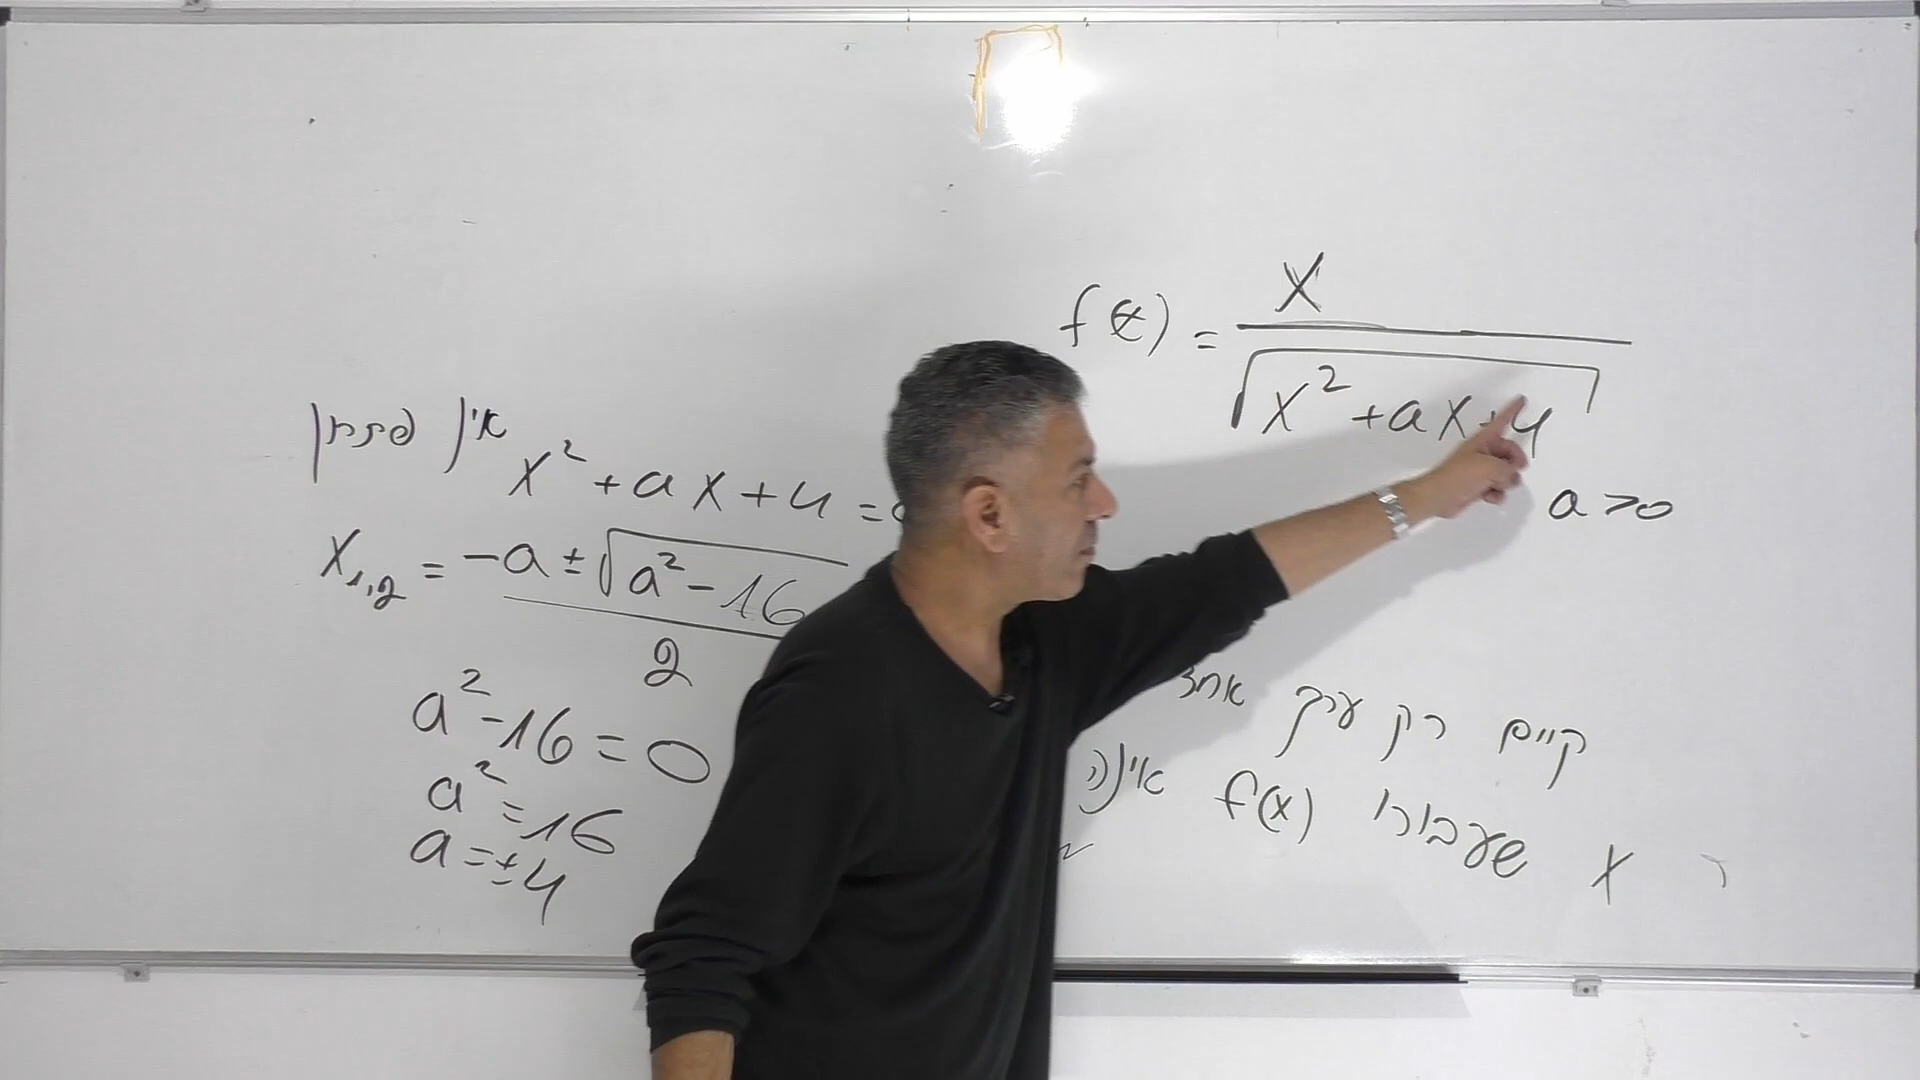 f(x) = x / √(x² + ax + 4)
a > 0
קיים רק ערך אחד
x שעבורו f(x) אינה
אין פתרון
x² + ax + 4 =
x₁,₂ = (-a ± √(a² - 16)) / 2
a² - 16 = 0
a² = 16
a = ±4